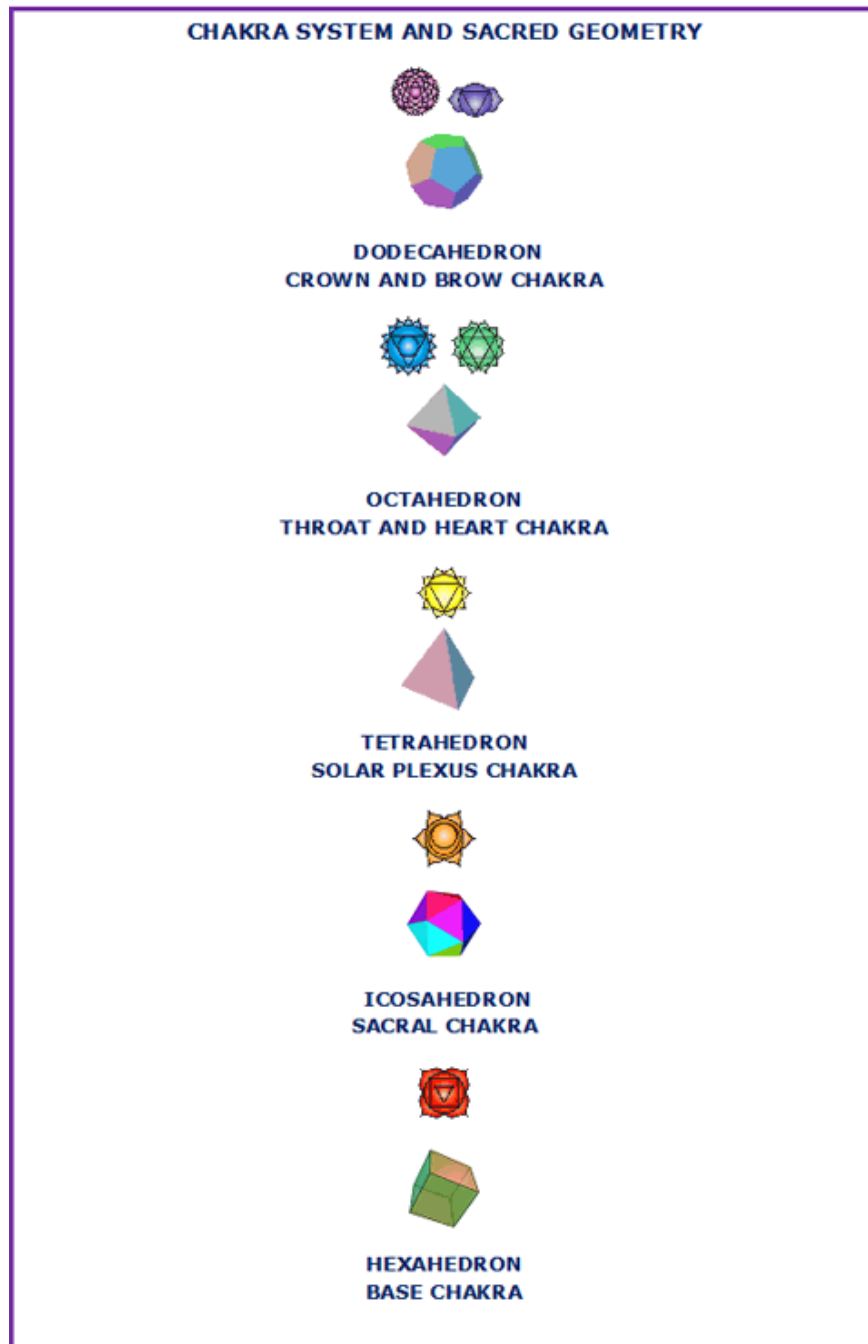 CHAKRA SYSTEM AND SACRED GEOMETRY
DODECAHEDRON
CROWN AND BROW CHAKRA
OCTAHEDRON
THROAT AND HEART CHAKRA
TETRAHEDRON
SOLAR PLEXUS CHAKRA
ICOSAHEDRON
SACRAL CHAKRA
HEXAHEDRON
BASE CHAKRA